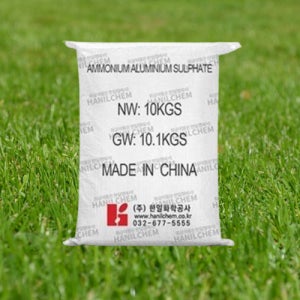 AMMONIUM ALUMINIUM SULPHATE
NW: 10KGS
GW: 10.1KGS
MADE IN CHINA
(주) 한일화학공사
www.hanilchem.co.kr
032-677-5555
HANILCHEM